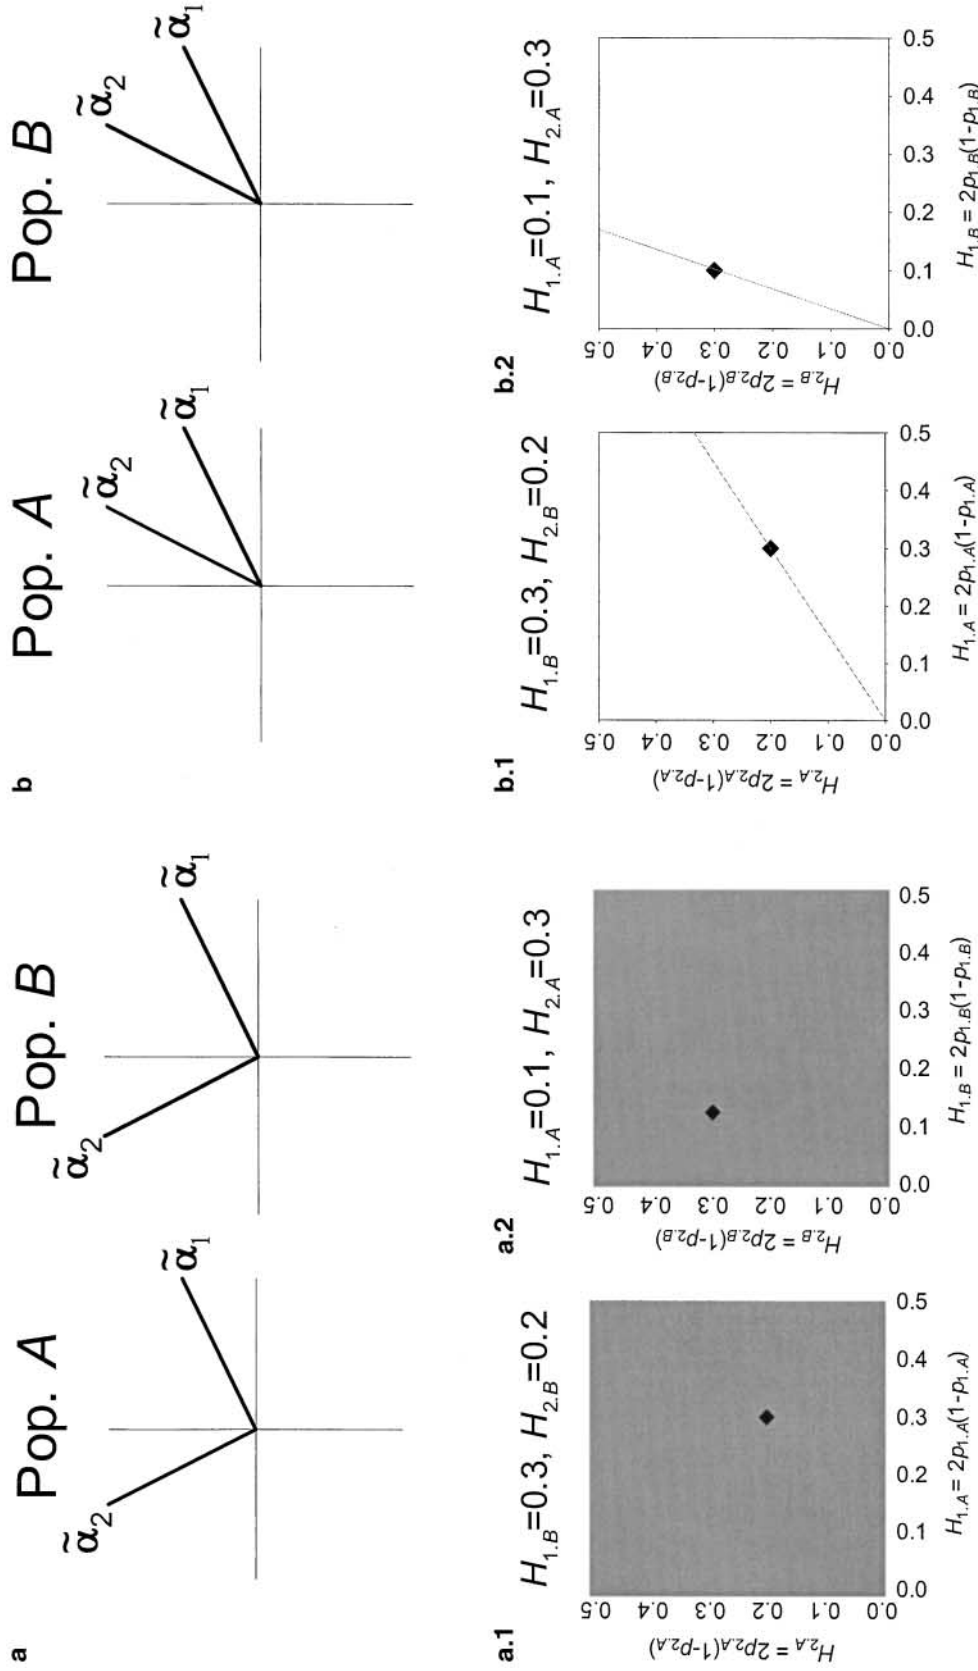 a
Pop. A
Pop. B
α̃₂
α̃₁
α̃₂
α̃₁
b
Pop. A
Pop. B
α̃₂
α̃₁
α̃₂
α̃₁
a.1
H₁.B=0.3, H₂.B=0.2
H₂.A = 2p₂.A(1-p₂.A)
0.5
0.4
0.3
0.2
0.1
0.0
0.0 0.1 0.2 0.3 0.4 0.5
H₁.A = 2p₁.A(1-p₁.A)
a.2
H₁.A=0.1, H₂.A=0.3
H₂.B = 2p₂.B(1-p₂.B)
0.5
0.4
0.3
0.2
0.1
0.0
0.0 0.1 0.2 0.3 0.4 0.5
H₁.B = 2p₁.B(1-p₁.B)
b.1
H₁.B=0.3, H₂.B=0.2
H₂.A = 2p₂.A(1-p₂.A)
0.5
0.4
0.3
0.2
0.1
0.0
0.0 0.1 0.2 0.3 0.4 0.5
H₁.A = 2p₁.A(1-p₁.A)
b.2
H₁.A=0.1, H₂.A=0.3
H₂.B = 2p₂.B(1-p₂.B)
0.5
0.4
0.3
0.2
0.1
0.0
0.0 0.1 0.2 0.3 0.4 0.5
H₁.B = 2p₁.B(1-p₁.B)